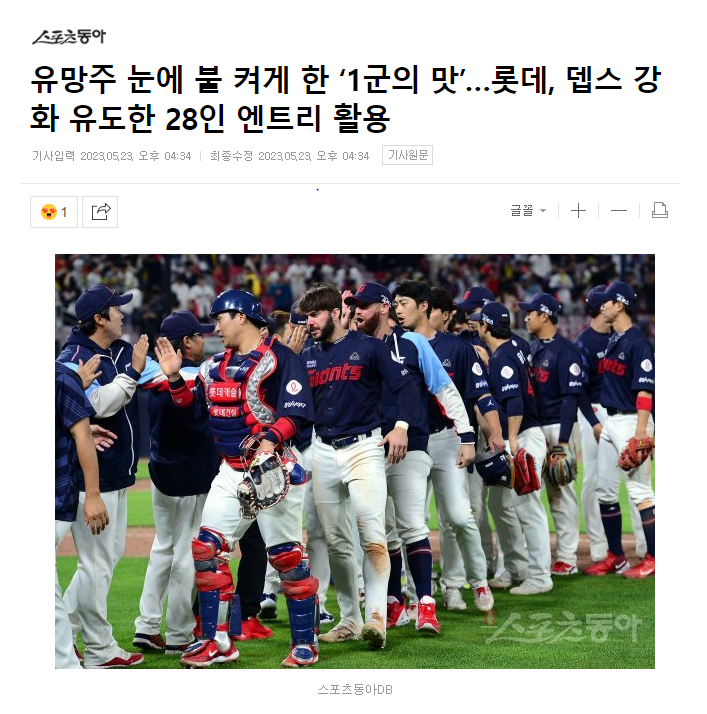 스포츠동아
유망주 눈에 불 켜게 한 ‘1군의 맛’…롯데, 뎁스 강
화 유도한 28인 엔트리 활용
기사입력 2023.05.23. 오후 04:34 최종수정 2023.05.23. 오후 04:34 기사원문
1 글꼴
GIANTS
롯데캐슬
롯데건설
스포츠동아
스포츠동아DB